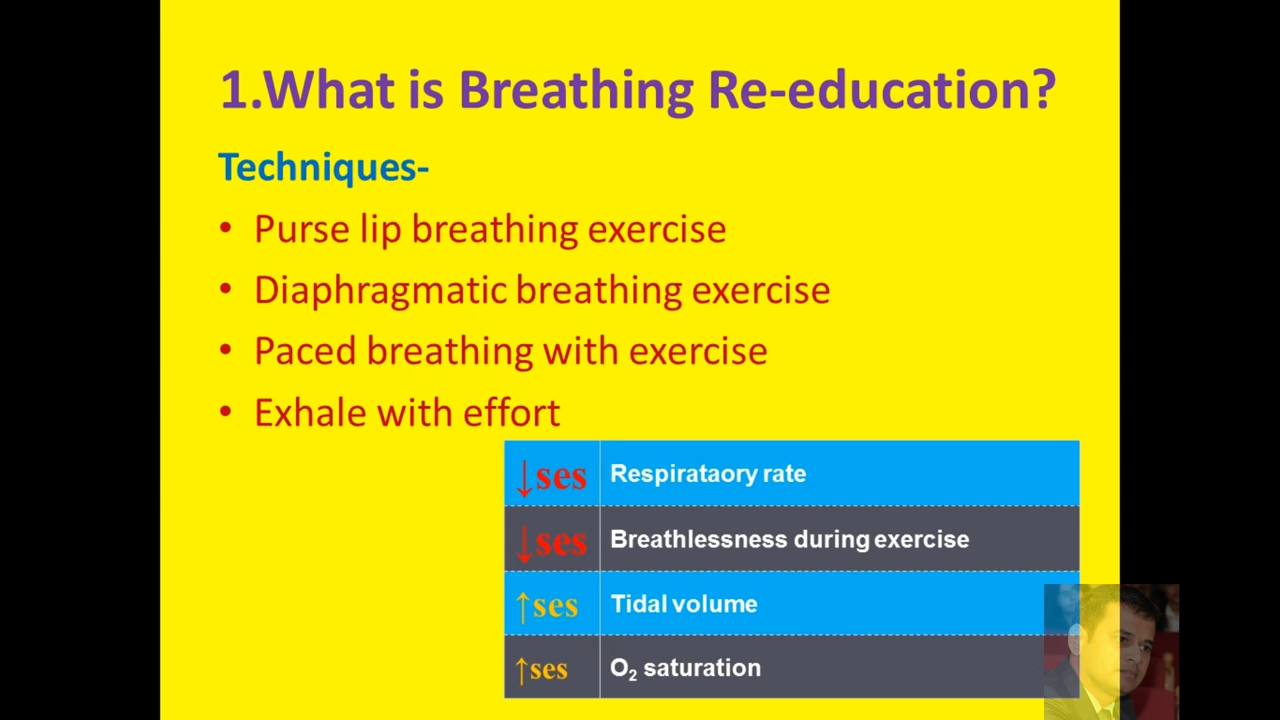 1.What is Breathing Re-education?
Techniques-
• Purse lip breathing exercise
• Diaphragmatic breathing exercise
• Paced breathing with exercise
• Exhale with effort
↓ses Respirataory rate
↓ses Breathlessness during exercise
↑ses Tidal volume
↑ses O₂ saturation